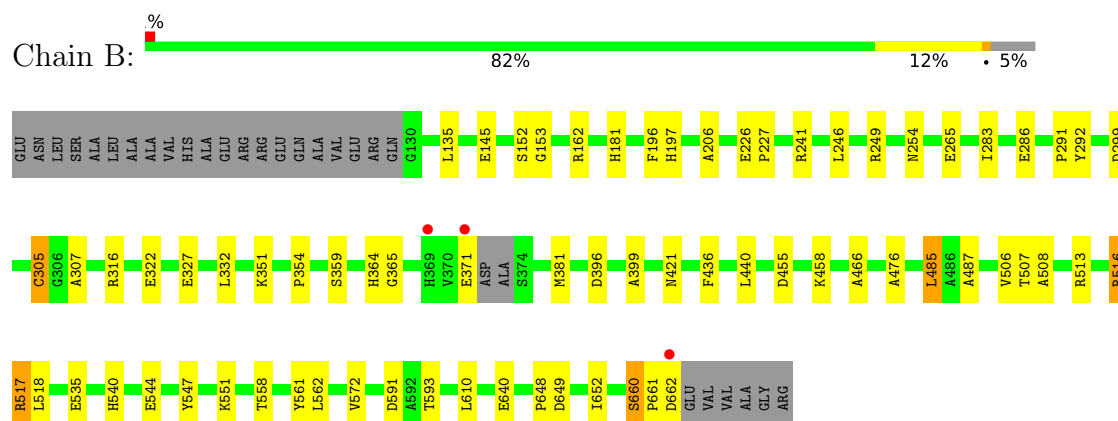 .%
Chain B:
82% 12% • 5%
GLU ASN LEU SER ALA LEU ALA ALA VAL HIS ALA GLU ARG ARG GLU GLN ALA VAL GLU ARG GLN G130 L135 E145 S152 G153 R162 H181 F196 H197 A206 E226 P227 R241 L246 R249 N254 E265 I283 E286 P291 Y292 D299
C305 G306 A307 R316 E322 E327 L332 K351 P354 S359 H364 G365 H369 V370 E371 ASP ALA S374 M381 D396 A399 N421 F436 L440 D455 K458 A466 A476 L485 A486 A487 V506 T507 A508 R513 R516
R517 L518 E535 H540 E544 Y547 K551 T558 Y561 L562 V572 D591 A592 T593 L610 E640 P648 D649 I652 S660 P661 D662 GLU VAL VAL ALA GLY ARG